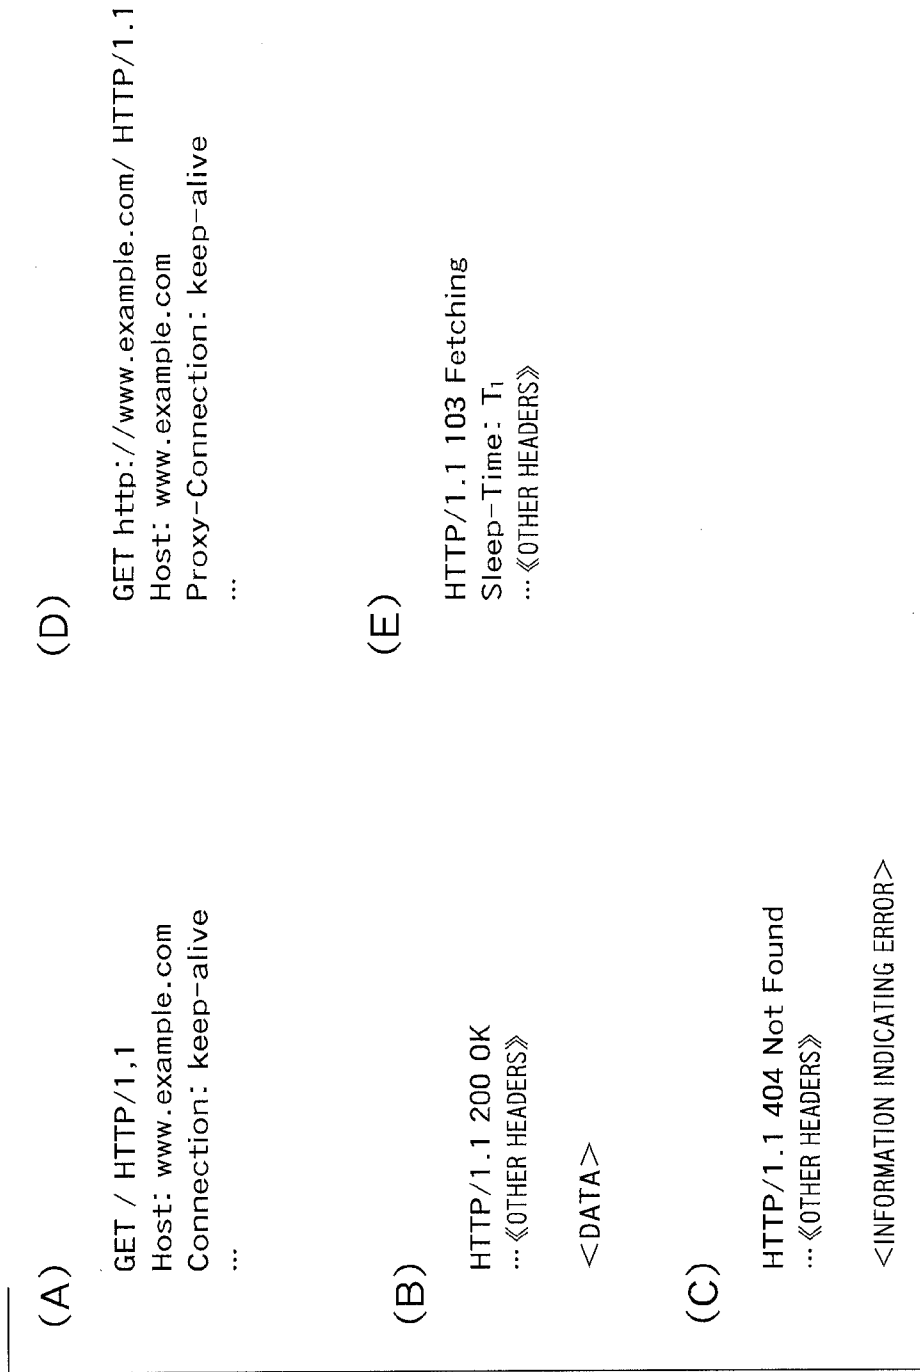 (A)
GET / HTTP/1,1
Host: www.example.com
Connection: keep-alive
...
(B)
HTTP/1.1 200 OK
... 《OTHER HEADERS》
<DATA>
(C)
HTTP/1.1 404 Not Found
... 《OTHER HEADERS》
<INFORMATION INDICATING ERROR>
(D)
GET http://www.example.com/ HTTP/1.1
Host: www.example.com
Proxy-Connection: keep-alive
...
(E)
HTTP/1.1 103 Fetching
Sleep-Time: T₁
... 《OTHER HEADERS》